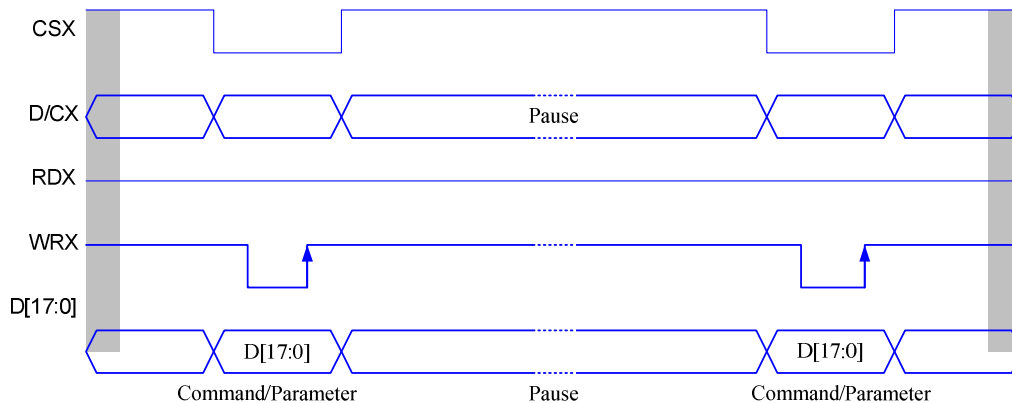 CSX
D/CX
Pause
RDX
WRX
D[17:0]
D[17:0]
D[17:0]
Command/Parameter
Pause
Command/Parameter